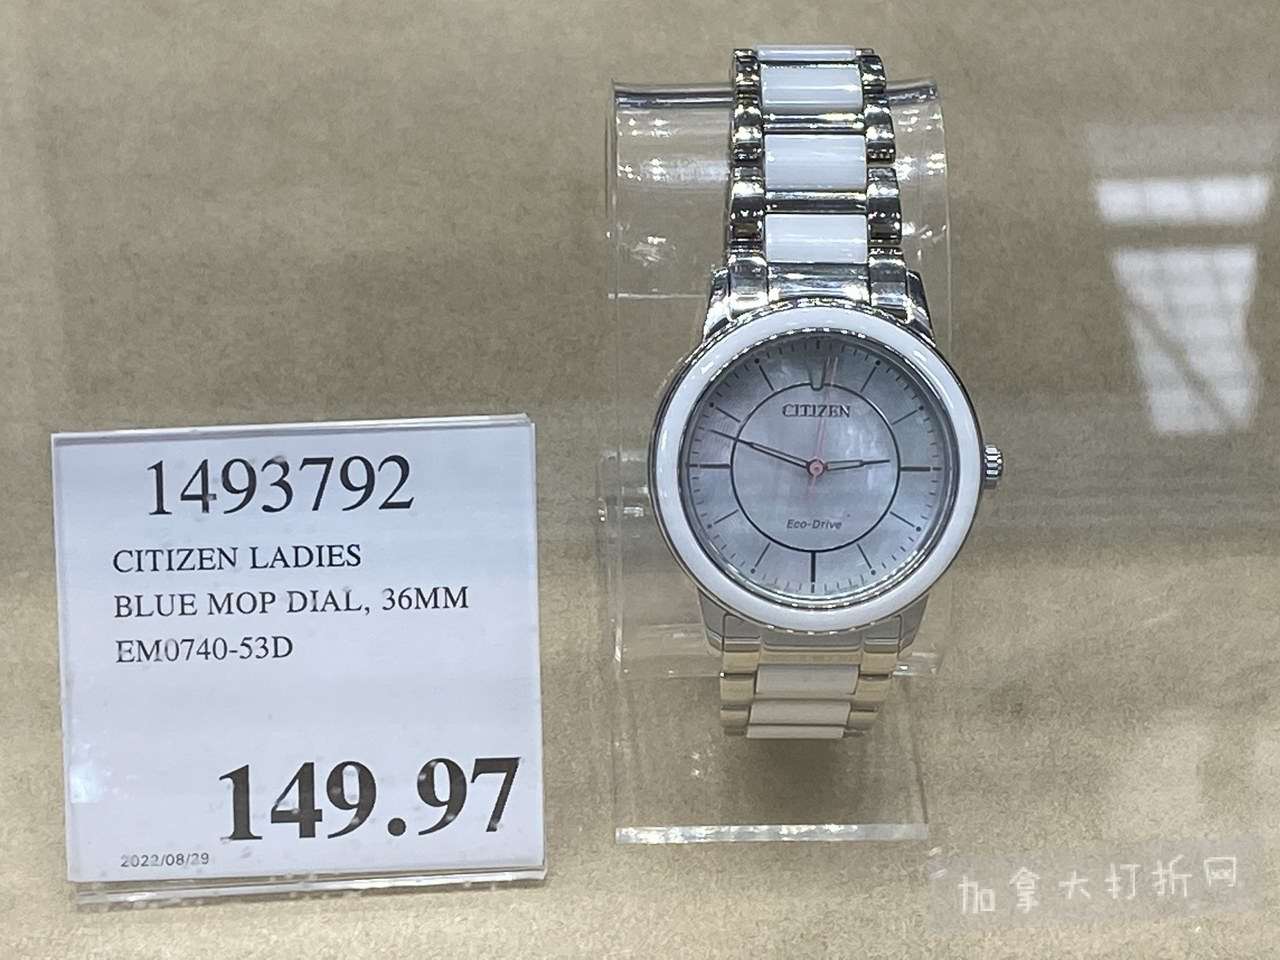 1493792
CITIZEN LADIES
BLUE MOP DIAL, 36MM
EM0740-53D
149.97
2022/08/29
CITIZEN
Eco-Drive
加拿大打折网